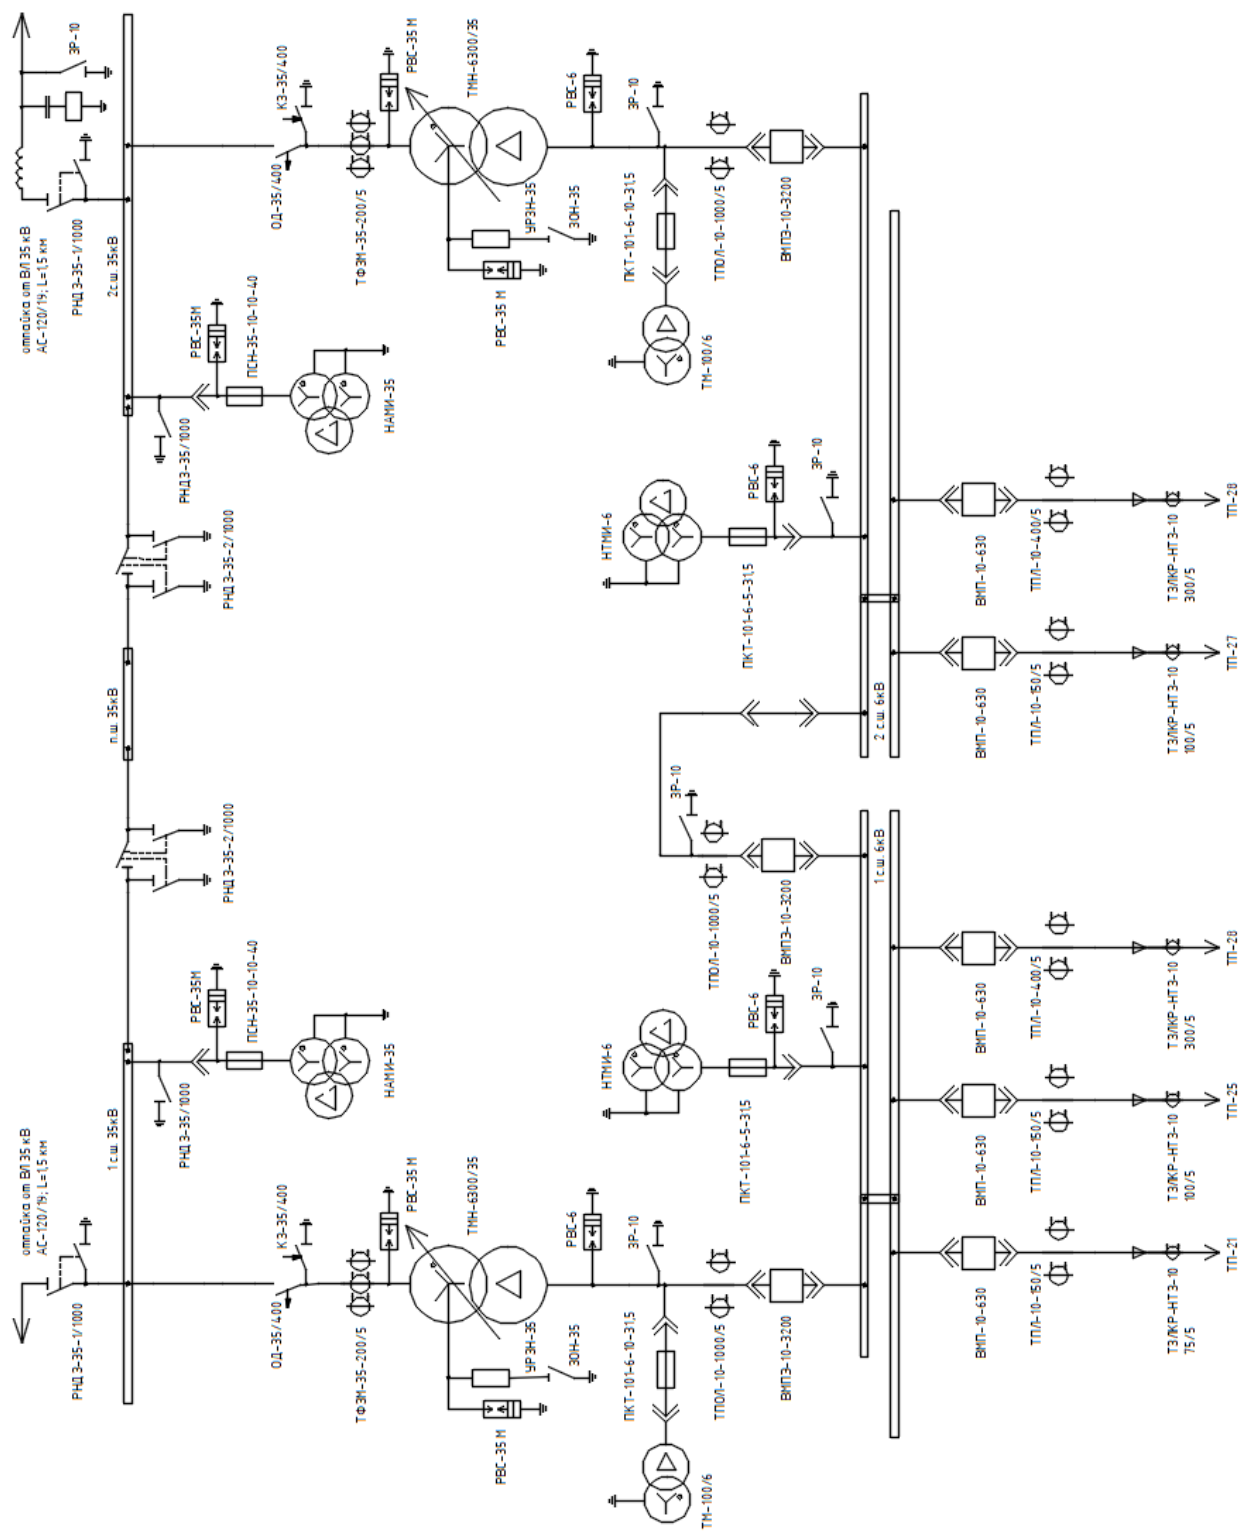 отпайка от ВЛ 35 кВ
АС-120/19; L=1,5 км
РНДЗ-35-1/1000
1 с.ш. 35кВ
п.ш. 35кВ
отпайка от ВЛ 35 кВ
АС-120/19; L=1,5 км
РНДЗ-35-1/1000
2с.ш. 35кВ
ЗР-10
РНДЗ-35/1000
РВС-35М
ПСН-35-10-10-40
НАМИ-35
РНДЗ-35-2/1000
РНДЗ-35-2/1000
РНДЗ-35/1000
РВС-35М
ПСН-35-10-10-40
НАМИ-35
ОД-35/400
КЗ-35/400
ТФЗМ-35-200/5
РВС-35 М
ТМН-6300/35
РВС-35 М
УРЗН-35
ЗОН-35
РВС-6
ЗР-10
ПКТ-101-6-10-31,5
ТМ-100/6
ТПОЛ-10-1000/5
ВМПЭ-10-3200
ОД-35/400
КЗ-35/400
ТФЗМ-35-200/5
РВС-35 М
ТМН-6300/35
РВС-35 М
УРЗН-35
ЗОН-35
РВС-6
ЗР-10
ПКТ-101-6-10-31,5
ТМ-100/6
ТПОЛ-10-1000/5
ВМПЭ-10-3200
НТМИ-6
ПКТ-101-6-5-31,5
РВС-6
ЗР-10
ЗР-10
ТПОЛ-10-1000/5
ВМПЭ-10-3200
НТМИ-6
ПКТ-101-6-5-31,5
РВС-6
ЗР-10
1 с.ш. 6кВ
2 с.ш. 6кВ
ВМП-10-630
ТПЛ-10-150/5
ТЗЛКР-НТЗ-10
75/5
ТП-21
ВМП-10-630
ТПЛ-10-150/5
ТЗЛКР-НТЗ-10
100/5
ТП-25
ВМП-10-630
ТПЛ-10-400/5
ТЗЛКР-НТЗ-10
300/5
ТП-28
ВМП-10-630
ТПЛ-10-150/5
ТЗЛКР-НТЗ-10
100/5
ТП-27
ВМП-10-630
ТПЛ-10-400/5
ТЗЛКР-НТЗ-10
300/5
ТП-28